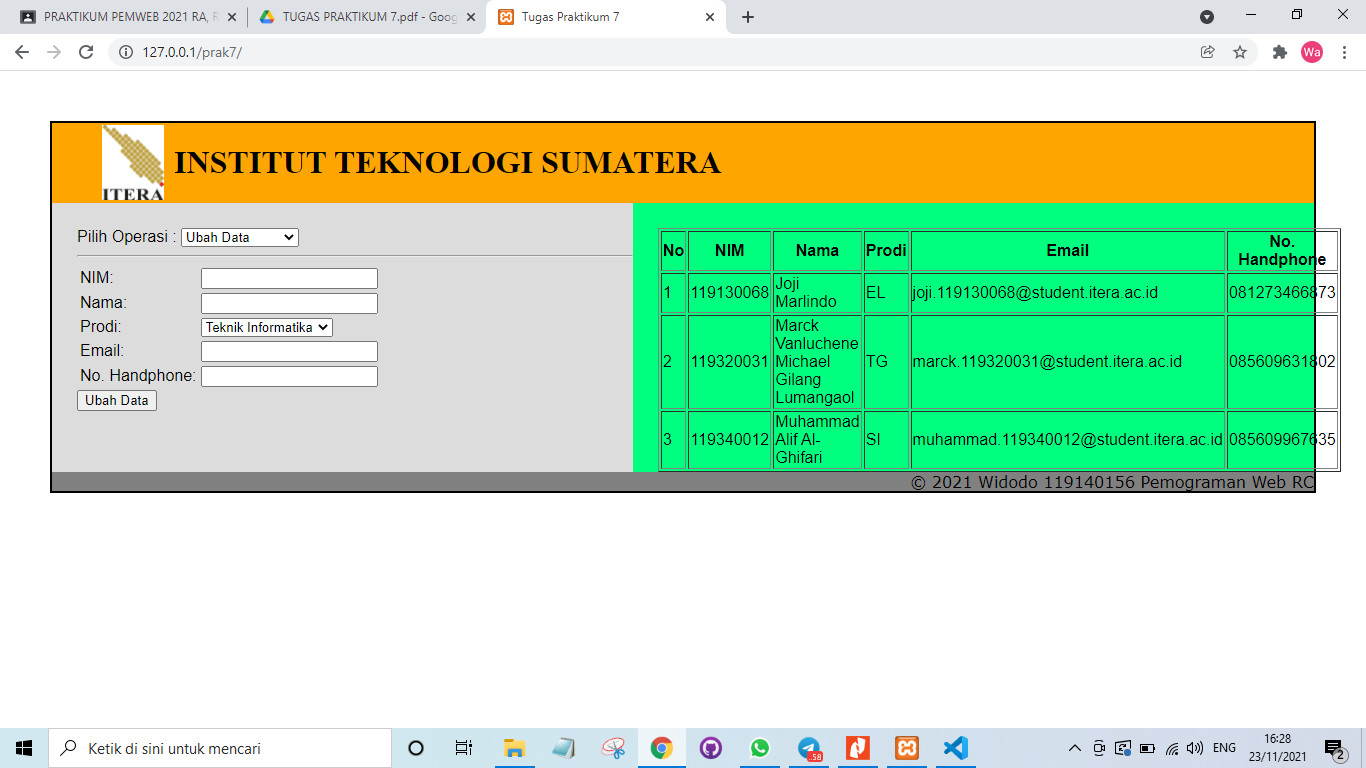 PRAKTIKUM PEMWEB 2021 RA, R
TUGAS PRAKTIKUM 7.pdf - Goog
Tugas Praktikum 7
127.0.0.1/prak7/
Wa
ITERA
INSTITUT TEKNOLOGI SUMATERA
Pilih Operasi : Ubah Data
NIM:
Nama:
Prodi: Teknik Informatika
Email:
No. Handphone:
Ubah Data
No NIM Nama Prodi Email No. Handphone
1 119130068 Joji Marlindo EL joji.119130068@student.itera.ac.id 081273466873
2 119320031 Marck Vanluchene Michael Gilang Lumangaol TG marck.119320031@student.itera.ac.id 085609631802
3 119340012 Muhammad Alif Al-Ghifari SI muhammad.119340012@student.itera.ac.id 085609967635
© 2021 Widodo 119140156 Pemograman Web RC
Ketik di sini untuk mencari
58
ENG
16:28
23/11/2021
2